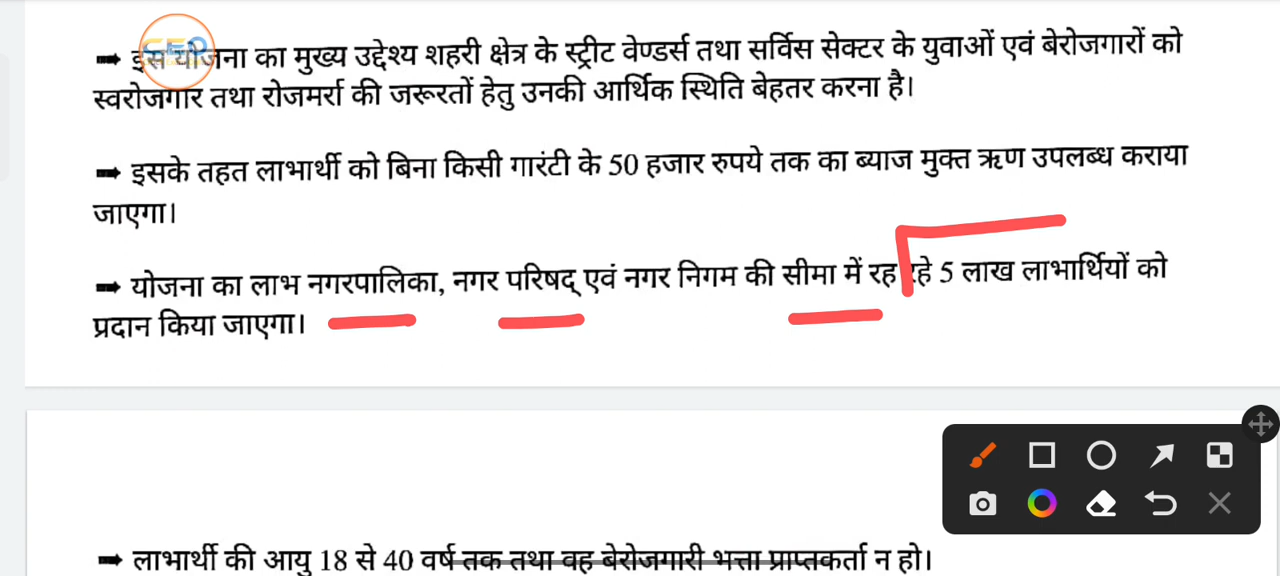 ➡ इस योजना का मुख्य उद्देश्य शहरी क्षेत्र के स्ट्रीट वेण्डर्स तथा सर्विस सेक्टर के युवाओं एवं बेरोजगारों को
स्वरोजगार तथा रोजमर्रा की जरूरतों हेतु उनकी आर्थिक स्थिति बेहतर करना है।
➡ इसके तहत लाभार्थी को बिना किसी गारंटी के 50 हजार रुपये तक का ब्याज मुक्त ऋण उपलब्ध कराया
जाएगा।
➡ योजना का लाभ नगरपालिका, नगर परिषद् एवं नगर निगम की सीमा में रह रहे 5 लाख लाभार्थियों को
प्रदान किया जाएगा।
➡ लाभार्थी की आयु 18 से 40 वर्ष तक तथा वह बेरोजगारी भत्ता प्राप्तकर्ता न हो।